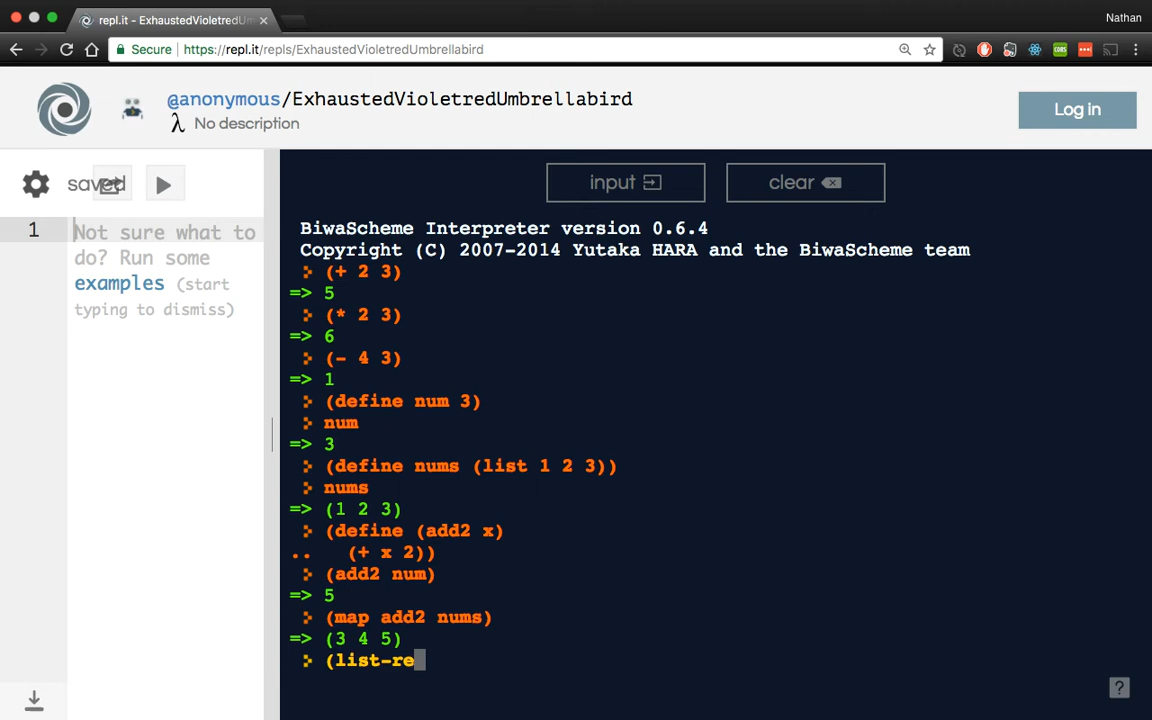 repl.it - ExhaustedVioletredUm
Nathan
Secure https://repl.it/repls/ExhaustedVioletredUmbrellabird
CORS
@anonymous/ExhaustedVioletredUmbrellabird
λ No description
Log in
saved
input
clear
1
Not sure what to
do? Run some
examples (start
typing to dismiss)
BiwaScheme Interpreter version 0.6.4
Copyright (C) 2007-2014 Yutaka HARA and the BiwaScheme team
(+ 2 3)
=> 5
(* 2 3)
=> 6
(- 4 3)
=> 1
(define num 3)
num
=> 3
(define nums (list 1 2 3))
nums
=> (1 2 3)
(define (add2 x)
.. (+ x 2))
(add2 num)
=> 5
(map add2 nums)
=> (3 4 5)
(list-re
?